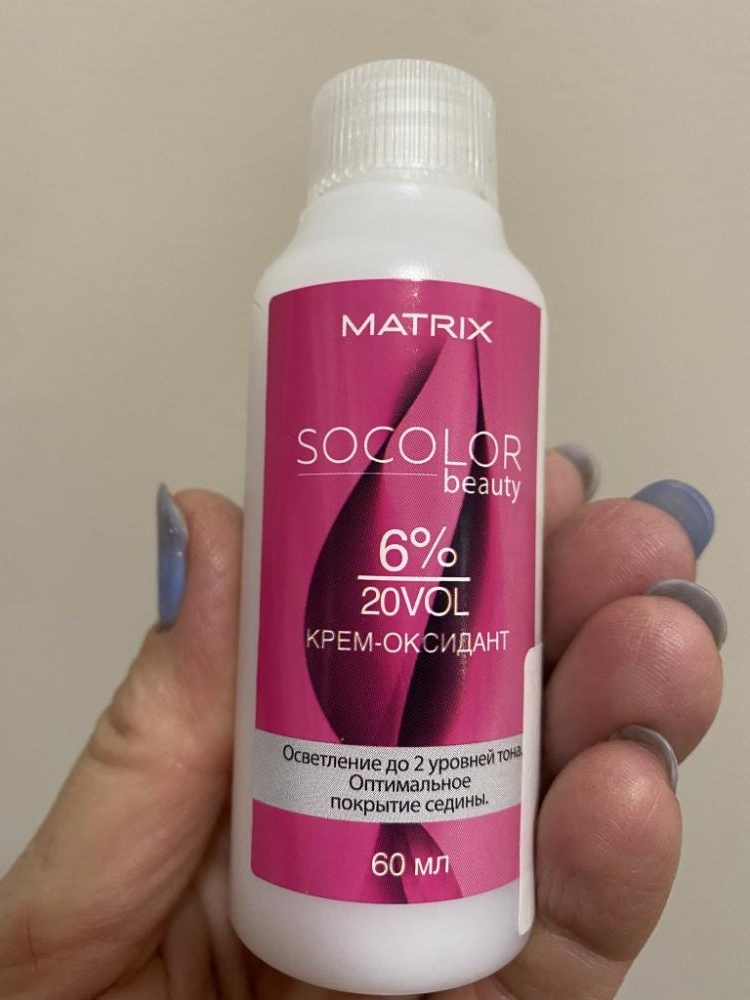 MATRIX
SOCOLOR
beauty
6%
20VOL
КРЕМ-ОКСИДАНТ
Осветление до 2 уровней тона.
Оптимальное
покрытие седины.
60 мл